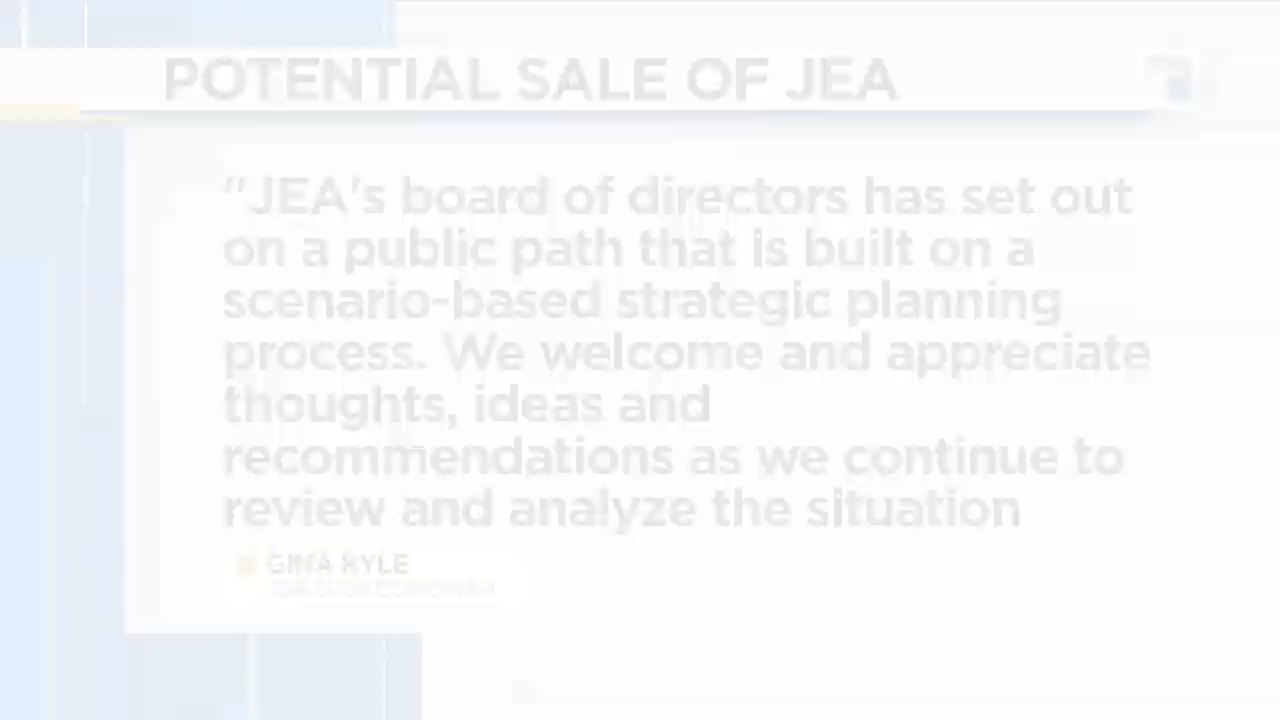 POTENTIAL SALE OF JEA
"JEA's board of directors has set out
on a public path that is built on a
scenario-based strategic planning
process. We welcome and appreciate
thoughts, ideas and
recommendations as we continue to
review and analyze the situation
GINA KYLE
JEA SPOKESWOMAN